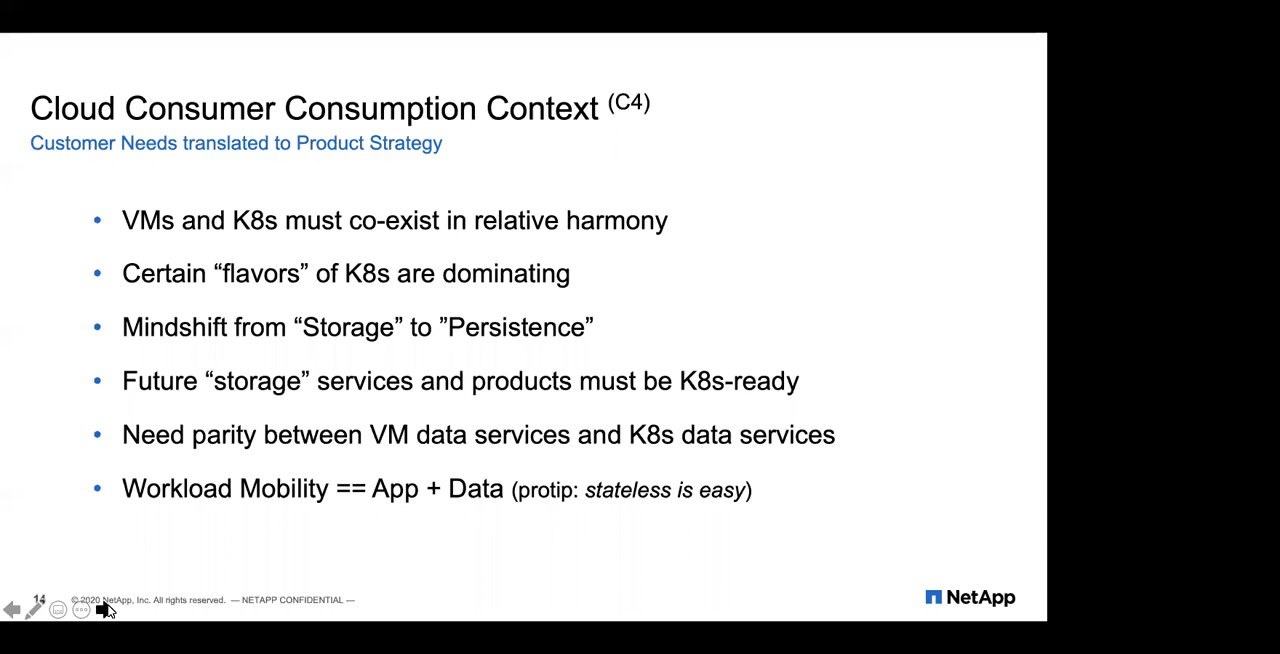 Cloud Consumer Consumption Context (C4)
Customer Needs translated to Product Strategy
• VMs and K8s must co-exist in relative harmony
• Certain “flavors” of K8s are dominating
• Mindshift from “Storage” to ”Persistence”
• Future “storage” services and products must be K8s-ready
• Need parity between VM data services and K8s data services
• Workload Mobility == App + Data (protip: stateless is easy)
14 © 2020 NetApp, Inc. All rights reserved. — NETAPP CONFIDENTIAL —
NetApp